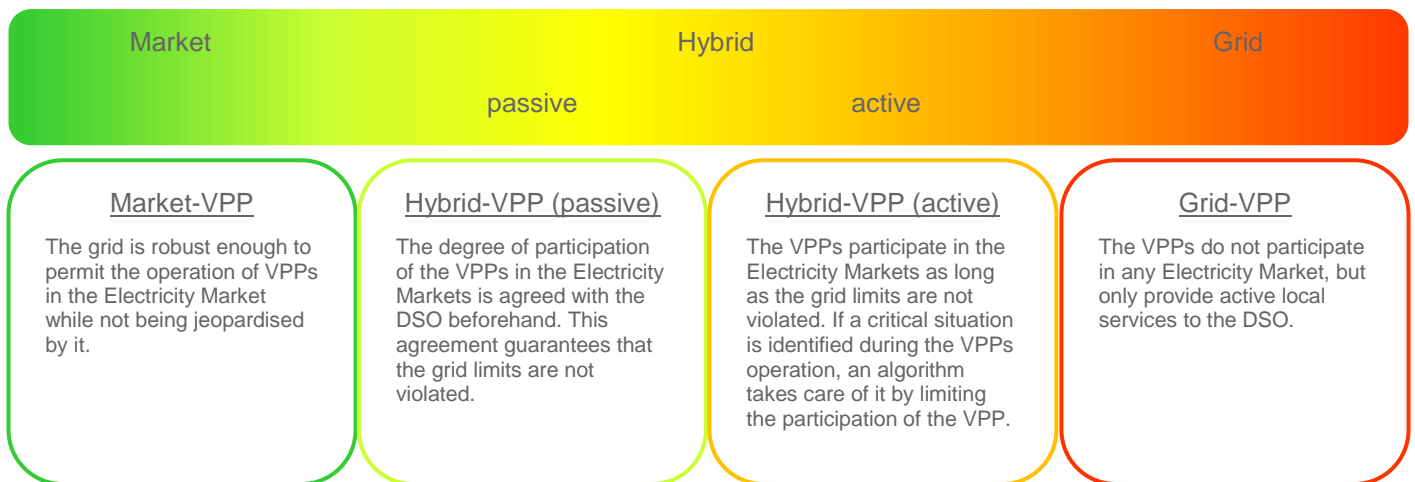 Market
Hybrid
Grid
passive
active
Market-VPP
The grid is robust enough to
permit the operation of VPPs
in the Electricity Market
while not being jeopardised
by it.
Hybrid-VPP (passive)
The degree of participation
of the VPPs in the Electricity
Markets is agreed with the
DSO beforehand. This
agreement guarantees that
the grid limits are not
violated.
Hybrid-VPP (active)
The VPPs participate in the
Electricity Markets as long
as the grid limits are not
violated. If a critical situation
is identified during the VPPs
operation, an algorithm
takes care of it by limiting
the participation of the VPP.
Grid-VPP
The VPPs do not participate
in any Electricity Market, but
only provide active local
services to the DSO.